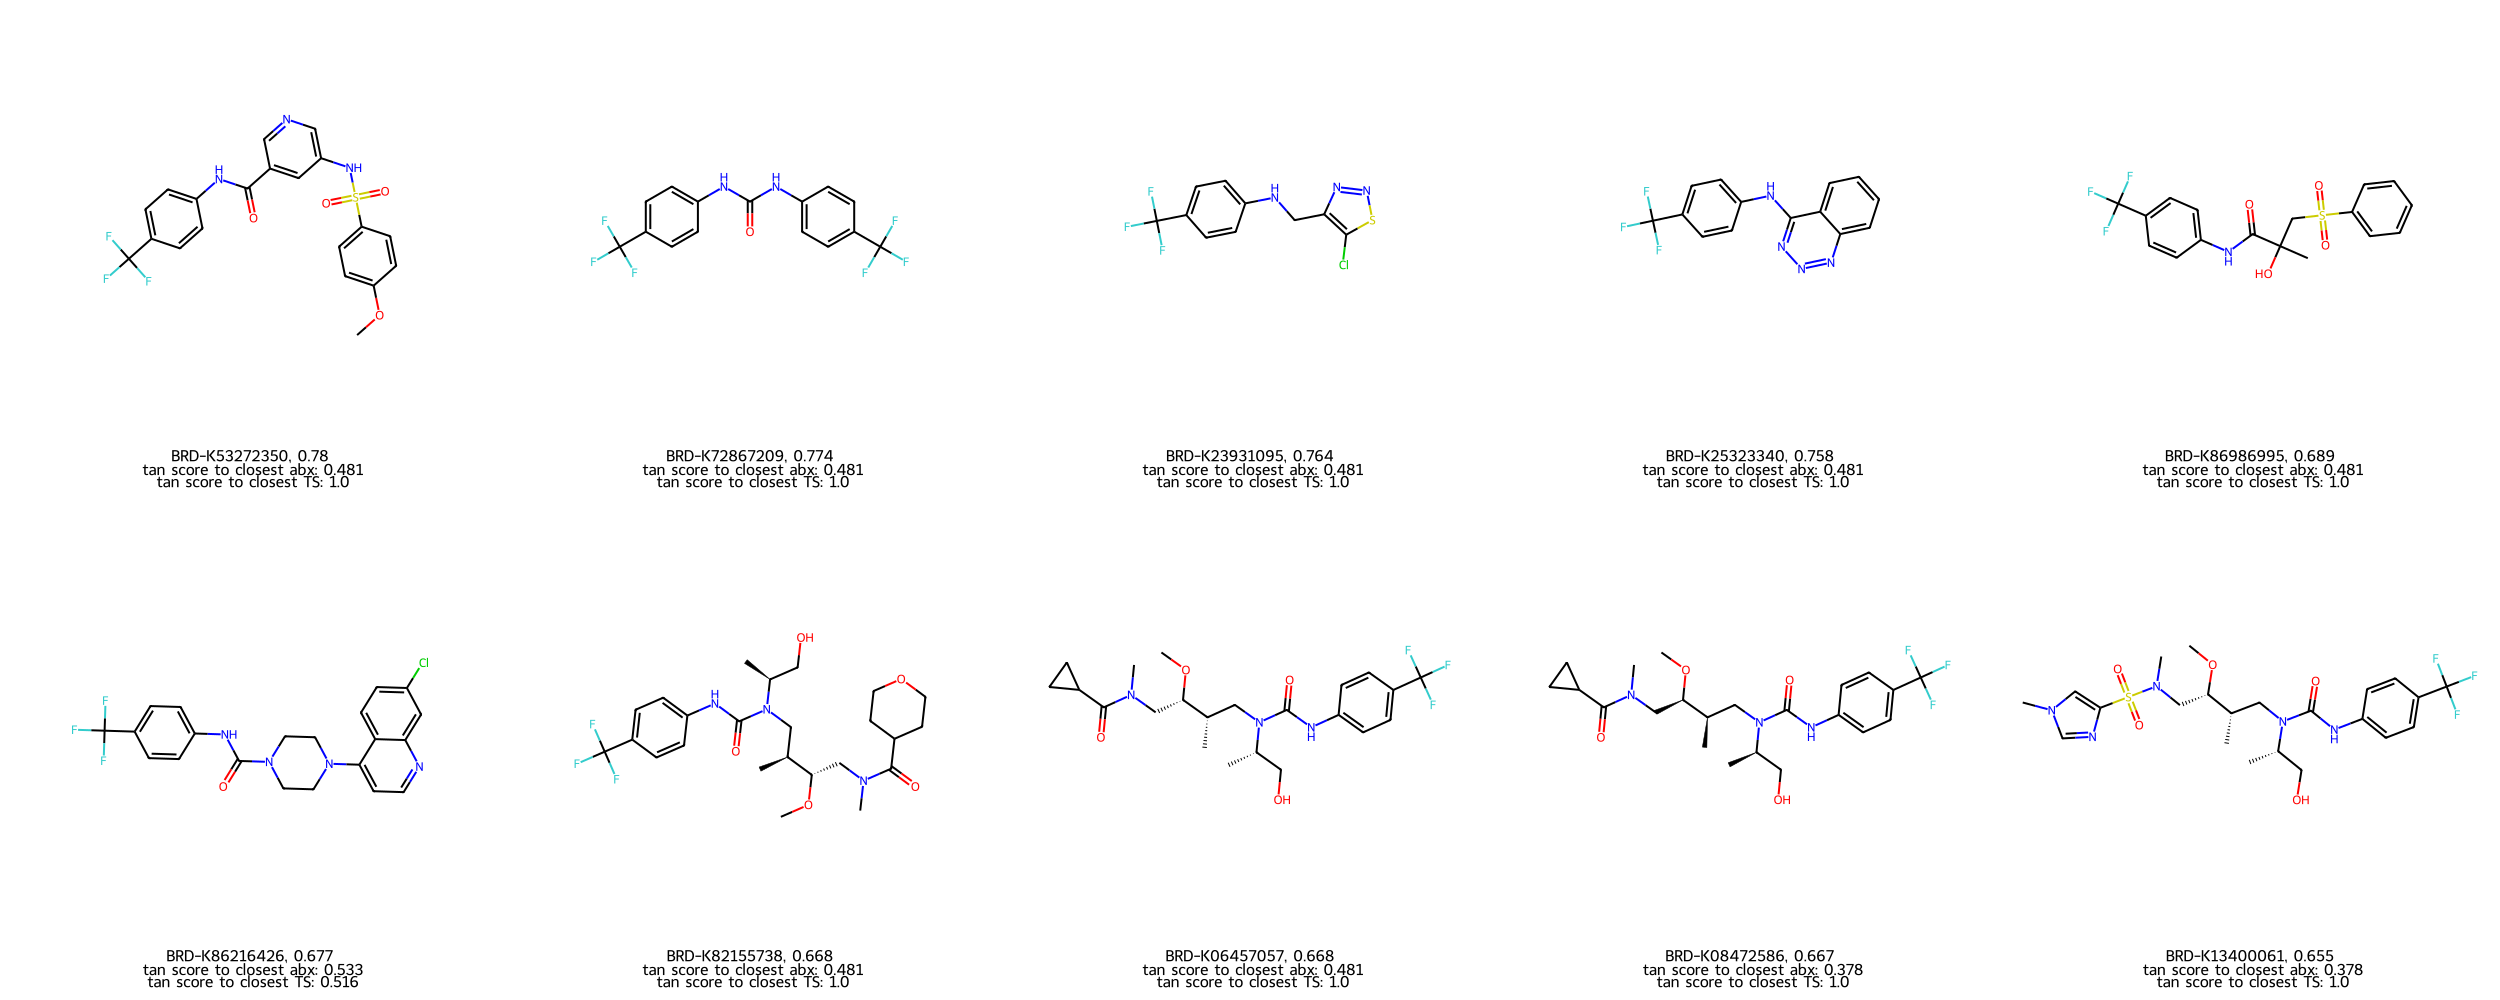 BRD-K53272350, 0.78
tan score to closest abx: 0.481
tan score to closest TS: 1.0
BRD-K72867209, 0.774
tan score to closest abx: 0.481
tan score to closest TS: 1.0
BRD-K23931095, 0.764
tan score to closest abx: 0.481
tan score to closest TS: 1.0
BRD-K25323340, 0.758
tan score to closest abx: 0.481
tan score to closest TS: 1.0
BRD-K86986995, 0.689
tan score to closest abx: 0.481
tan score to closest TS: 1.0
BRD-K86216426, 0.677
tan score to closest abx: 0.533
tan score to closest TS: 0.516
BRD-K82155738, 0.668
tan score to closest abx: 0.481
tan score to closest TS: 1.0
BRD-K06457057, 0.668
tan score to closest abx: 0.481
tan score to closest TS: 1.0
BRD-K08472586, 0.667
tan score to closest abx: 0.378
tan score to closest TS: 1.0
BRD-K13400061, 0.655
tan score to closest abx: 0.378
tan score to closest TS: 1.0